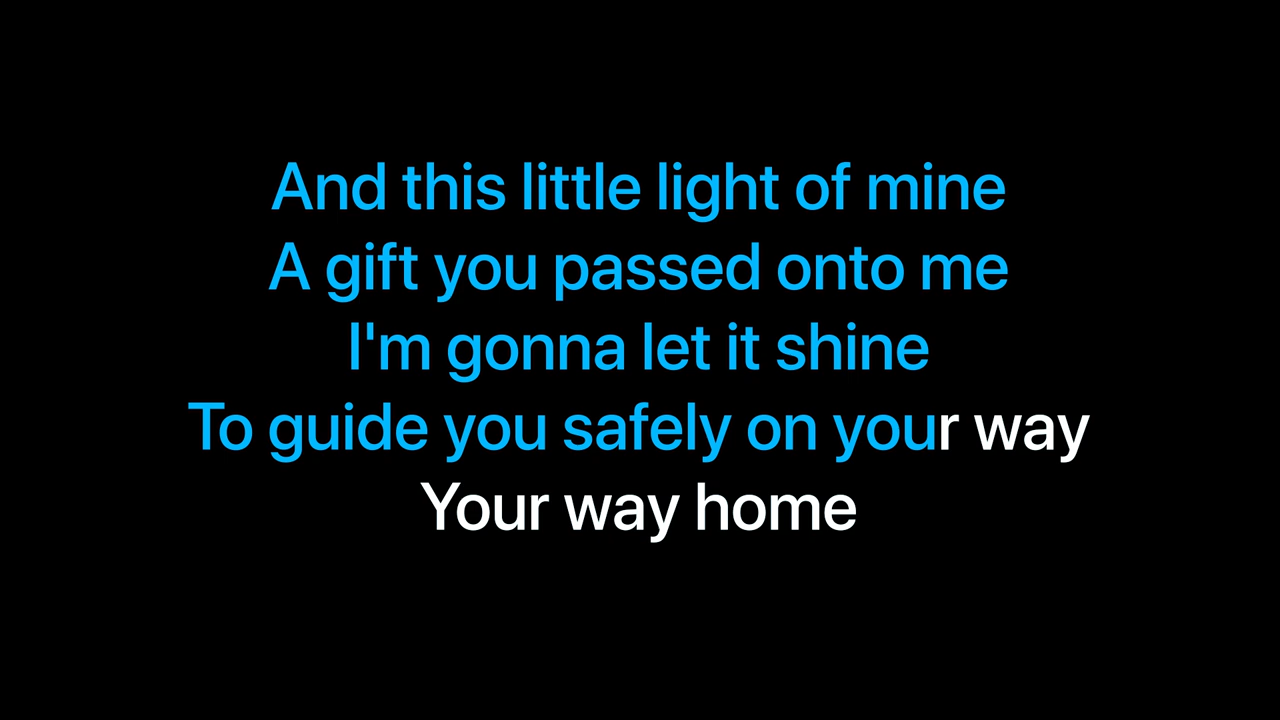 And this little light of mine
A gift you passed onto me
I'm gonna let it shine
To guide you safely on your way
Your way home